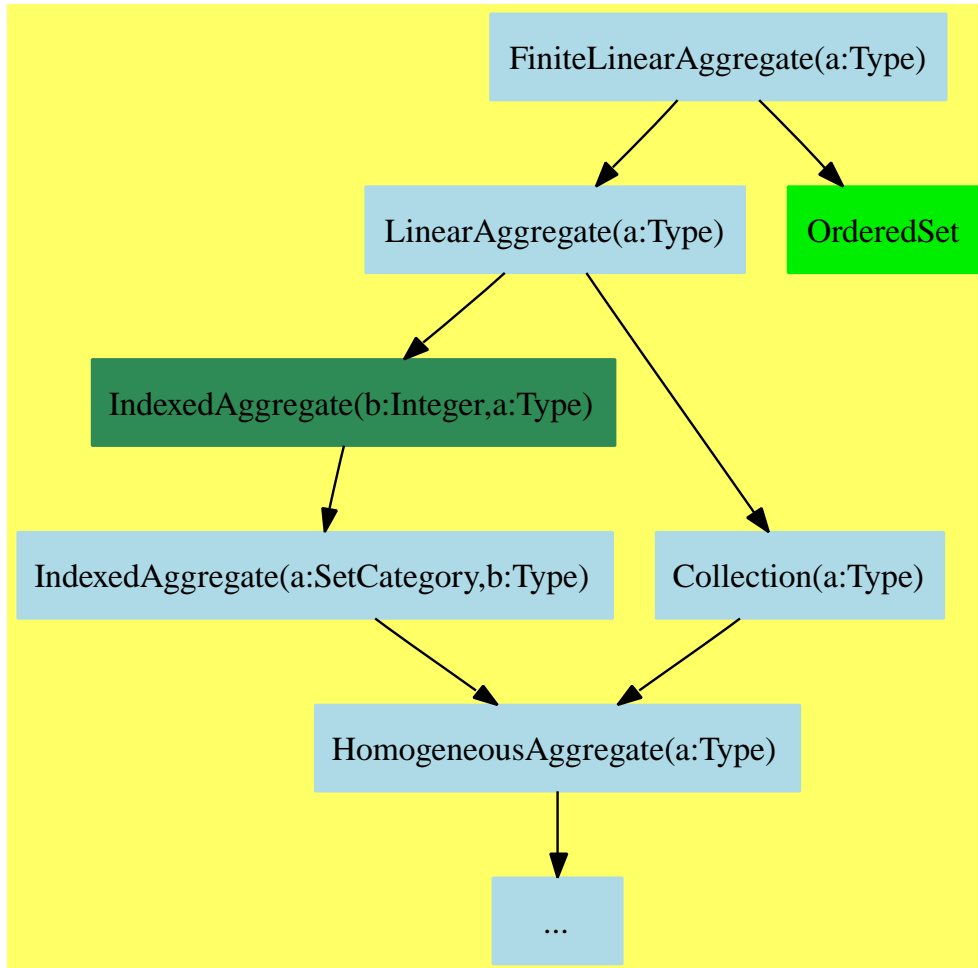 FiniteLinearAggregate(a:Type)
LinearAggregate(a:Type)
OrderedSet
IndexedAggregate(b:Integer,a:Type)
IndexedAggregate(a:SetCategory,b:Type)
Collection(a:Type)
HomogeneousAggregate(a:Type)
...